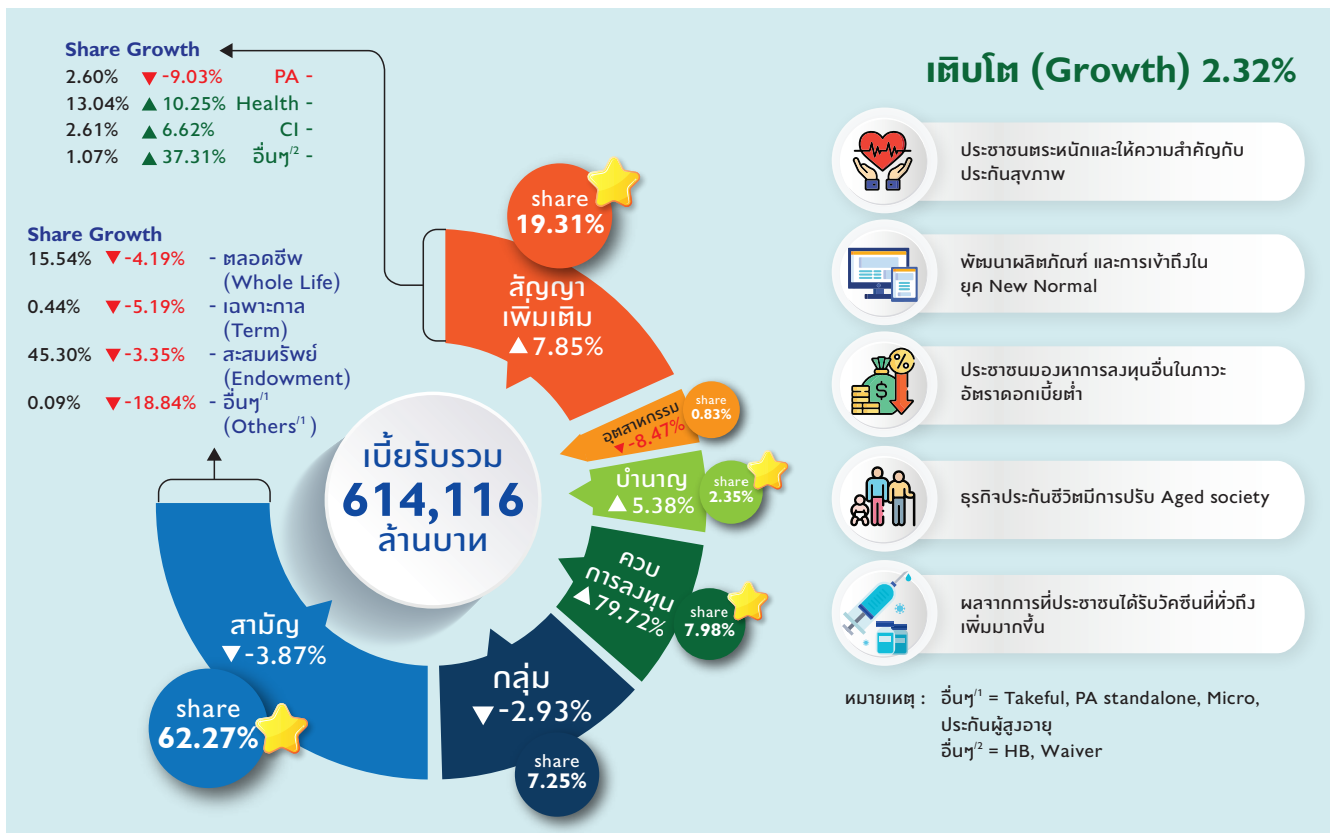 Share Growth
2.60% ▼ -9.03% PA -
13.04% ▲ 10.25% Health -
2.61% ▲ 6.62% CI -
1.07% ▲ 37.31% อื่นๆ/2 -
Share Growth
15.54% ▼ -4.19% - ตลอดชีพ
(Whole Life)
0.44% ▼ -5.19% - เฉพาะกาล
(Term)
45.30% ▼ -3.35% - สะสมทรัพย์
(Endowment)
0.09% ▼ -18.84% - อื่นๆ/1
(Others/1)
share
19.31%
สัญญา
เพิ่มเติม
▲ 7.85%
share
0.83%
อุตสาหกรรม
▼ -8.47%
share
2.35%
บำนาญ
▲ 5.38%
share
7.98%
ควบ
การลงทุน
▲ 79.72%
กลุ่ม
▼ -2.93%
share
7.25%
สามัญ
▼ -3.87%
share
62.27%
เบี้ยรับรวม
614,116
ล้านบาท
เติบโต (Growth) 2.32%
ประชาชนตระหนักและให้ความสำคัญกับ
ประกันสุขภาพ
พัฒนาผลิตภัณฑ์ และการเข้าถึงใน
ยุค New Normal
ประชาชนมองหาการลงทุนอื่นในภาวะ
อัตราดอกเบี้ยต่ำ
ธุรกิจประกันชีวิตมีการปรับ Aged society
ผลจากการที่ประชาชนได้รับวัคซีนที่ทั่วถึง
เพิ่มมากขึ้น
หมายเหตุ : อื่นๆ/1 = Takeful, PA standalone, Micro,
ประกันผู้สูงอายุ
อื่นๆ/2 = HB, Waiver